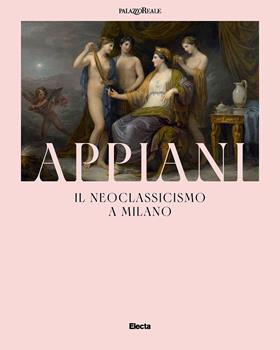 PALAZZOREALE
APPIANI
IL NEOCLASSICISMO
A MILANO
Electa